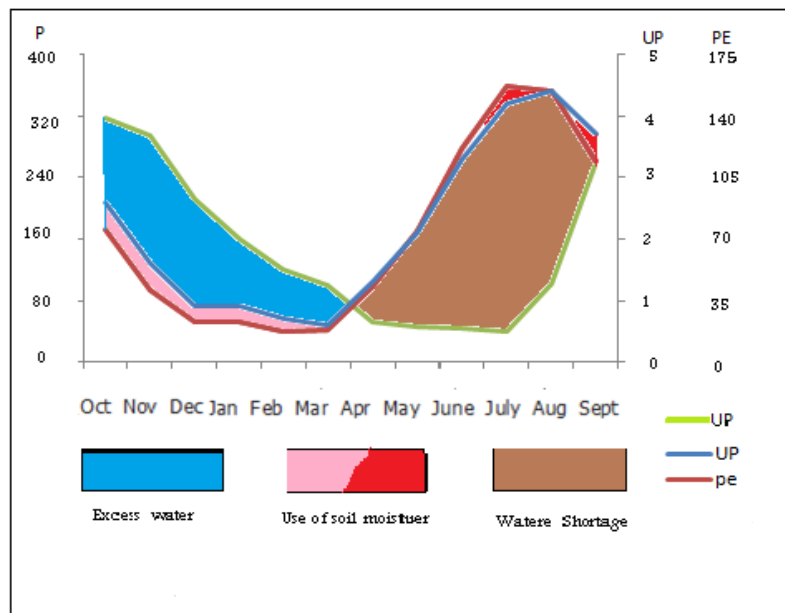 P UP PE
400 5 175
320 4 140
240 3 105
160 2 70
80 1 35
0 0 0
Oct Nov Dec Jan Feb Mar Apr May June July Aug Sept
UP
UP
pe
Excess water Use of soil moistuer Watere Shortage